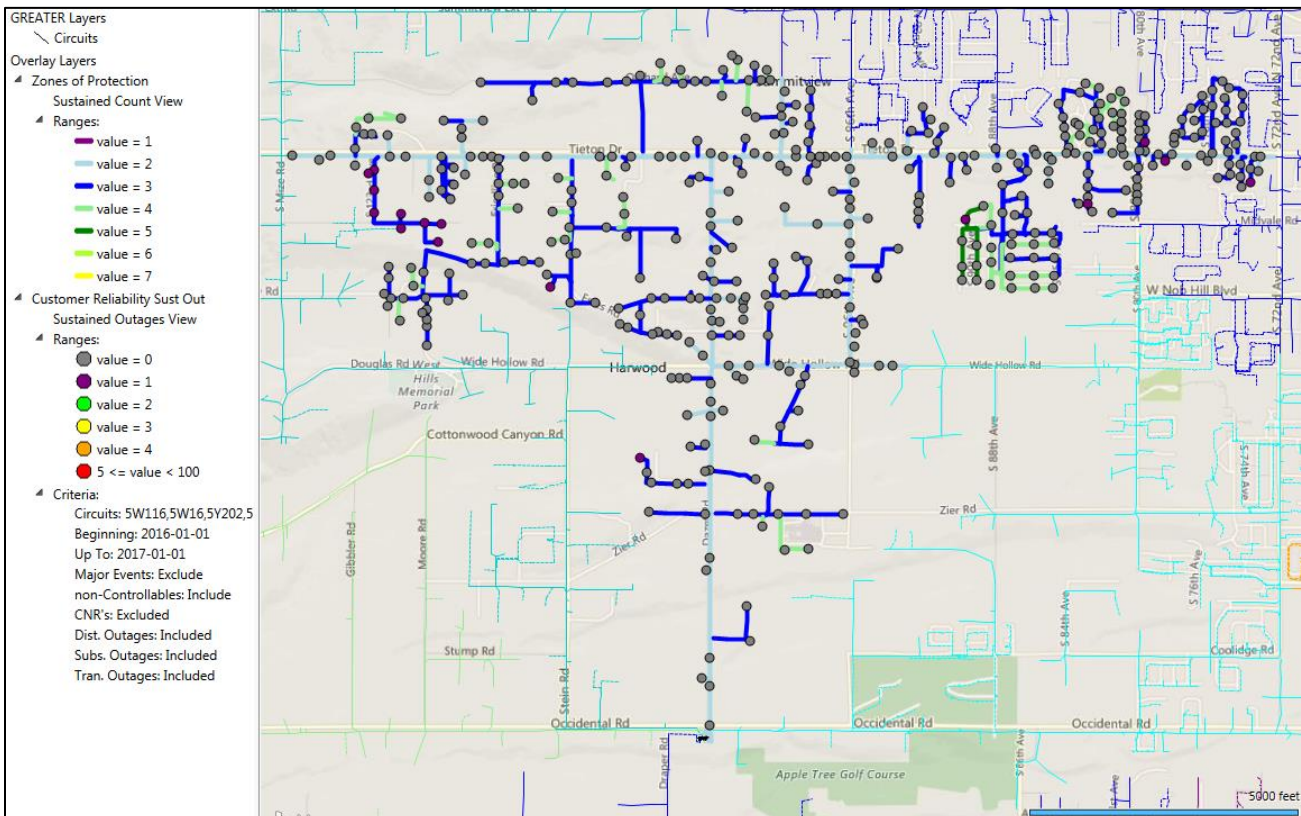 GREATER Layers
Circuits
Overlay Layers
Zones of Protection
Sustained Count View
Ranges:
value = 1
value = 2
value = 3
value = 4
value = 5
value = 6
value = 7
Customer Reliability Sust Out
Sustained Outages View
Ranges:
value = 0
value = 1
value = 2
value = 3
value = 4
5 <= value < 100
Criteria:
Circuits: 5W116,5W16,5Y202,5
Beginning: 2016-01-01
Up To: 2017-01-01
Major Events: Exclude
non-Controllables: Include
CNR's: Excluded
Dist. Outages: Included
Subs. Outages: Included
Tran. Outages: Included
S 72nd Ave
Tieton Dr
S Mize Rd
S 88th Ave
Midvale Rd
W Nob Hill Blvd
S 72nd Ave
Douglas Rd
West Hills Memorial Park
Wide Hollow Rd
Harwood
Wide Hollow Rd
Cottonwood Canyon Rd
S 88th Ave
S 74th Ave
Gibbler Rd
Moore Rd
Zier Rd
Zier Rd
S 76th Ave
S 84th Ave
Stump Rd
Stein Rd
Coolidge Rd
Occidental Rd
Occidental Rd
Occidental Rd
Draper Rd
Apple Tree Golf Course
5000 feet